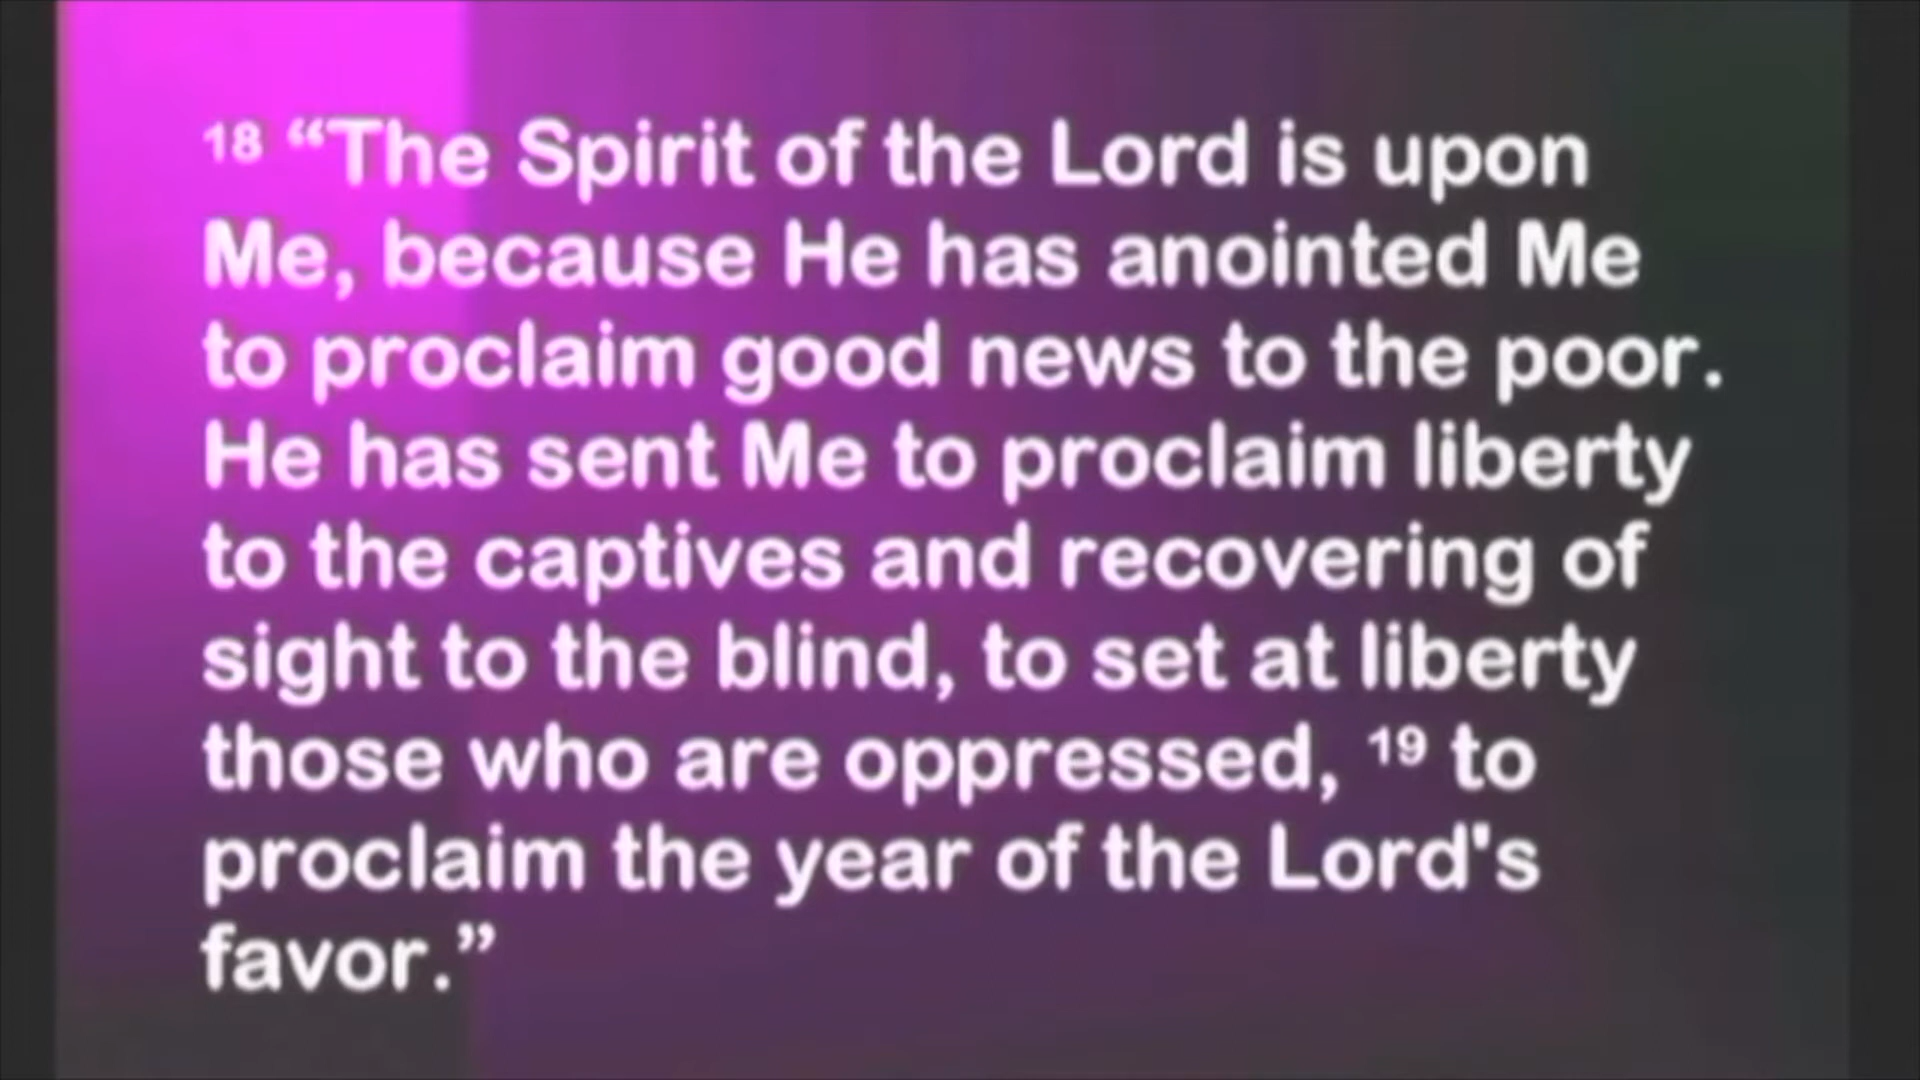 18 “The Spirit of the Lord is upon
Me, because He has anointed Me
to proclaim good news to the poor.
He has sent Me to proclaim liberty
to the captives and recovering of
sight to the blind, to set at liberty
those who are oppressed, 19 to
proclaim the year of the Lord's
favor.”